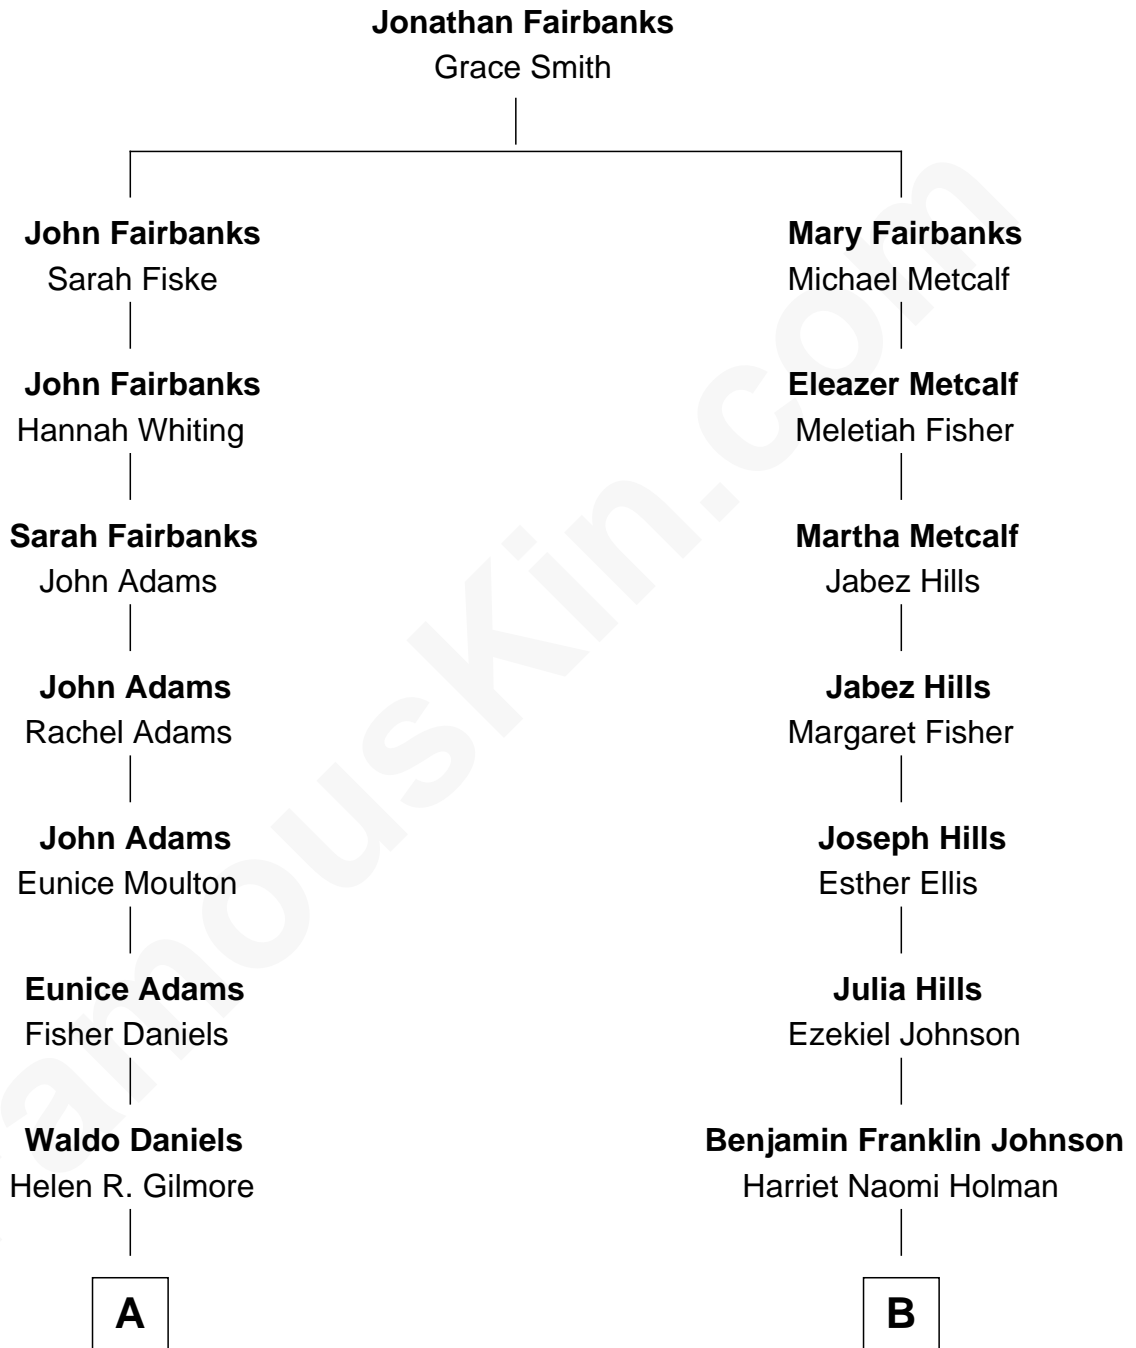 Jonathan Fairbanks
Grace Smith
John Fairbanks
Sarah Fiske
John Fairbanks
Hannah Whiting
Sarah Fairbanks
John Adams
John Adams
Rachel Adams
John Adams
Eunice Moulton
Eunice Adams
Fisher Daniels
Waldo Daniels
Helen R. Gilmore
A
Mary Fairbanks
Michael Metcalf
Eleazer Metcalf
Meletiah Fisher
Martha Metcalf
Jabez Hills
Jabez Hills
Margaret Fisher
Joseph Hills
Esther Ellis
Julia Hills
Ezekiel Johnson
Benjamin Franklin Johnson
Harriet Naomi Holman
B
amouskin.com